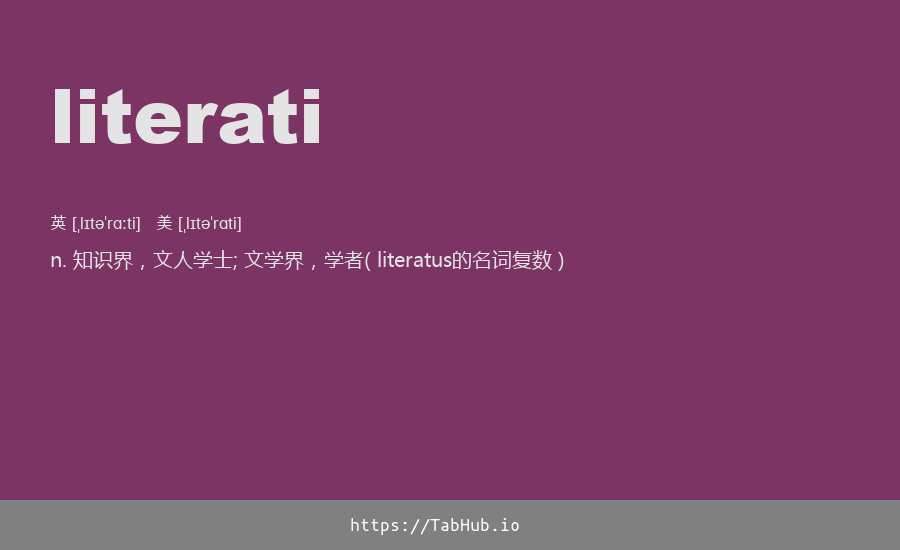 literati
英 [ˌlɪtəˈrɑːti] 美 [ˌlɪtəˈrɑti]
n. 知识界，文人学士; 文学界，学者( literatus的名词复数 )
https://TabHub.io